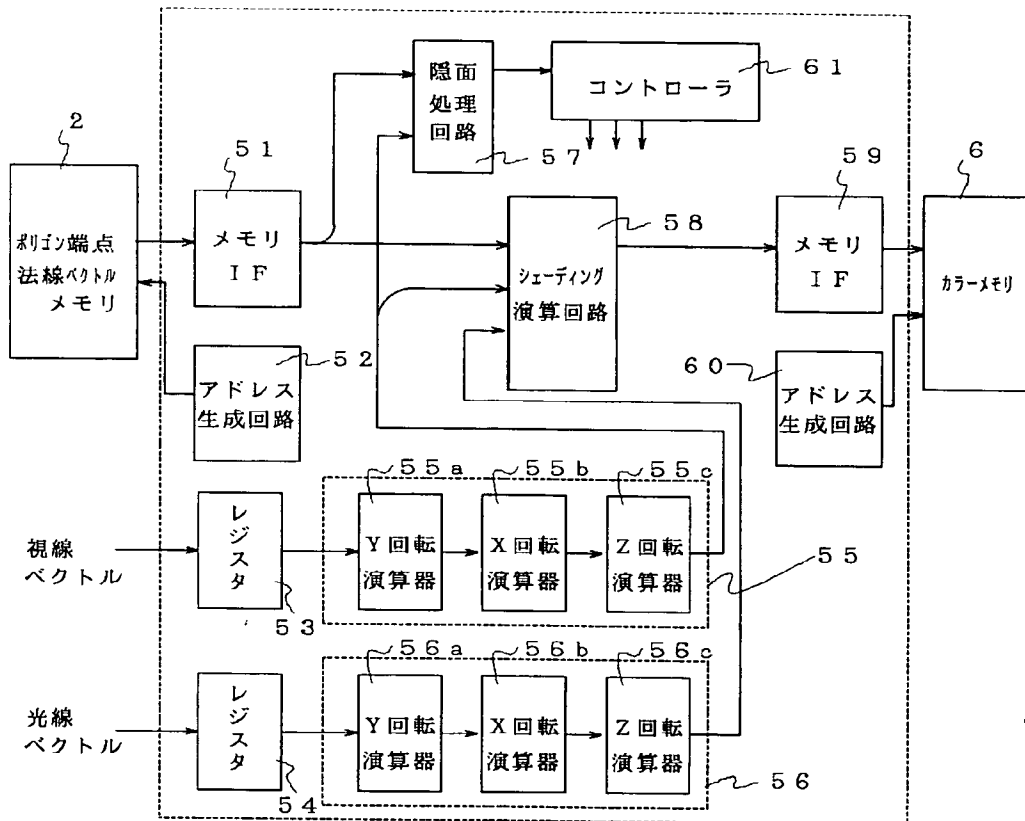 隠面
処理
回路
５７
コントローラ
６１
２
ポリゴン端点
法線ベクトル
メモリ
５１
メモリ
ＩＦ
５８
シェーディング
演算回路
５９
メモリ
ＩＦ
６
カラーメモリ
５２
アドレス
生成回路
６０
アドレス
生成回路
視線
ベクトル
レジスタ
５３
５５ａ
Ｙ回転
演算器
５５ｂ
Ｘ回転
演算器
５５ｃ
Ｚ回転
演算器
５５
光線
ベクトル
レジスタ
５４
５６ａ
Ｙ回転
演算器
５６ｂ
Ｘ回転
演算器
５６ｃ
Ｚ回転
演算器
５６